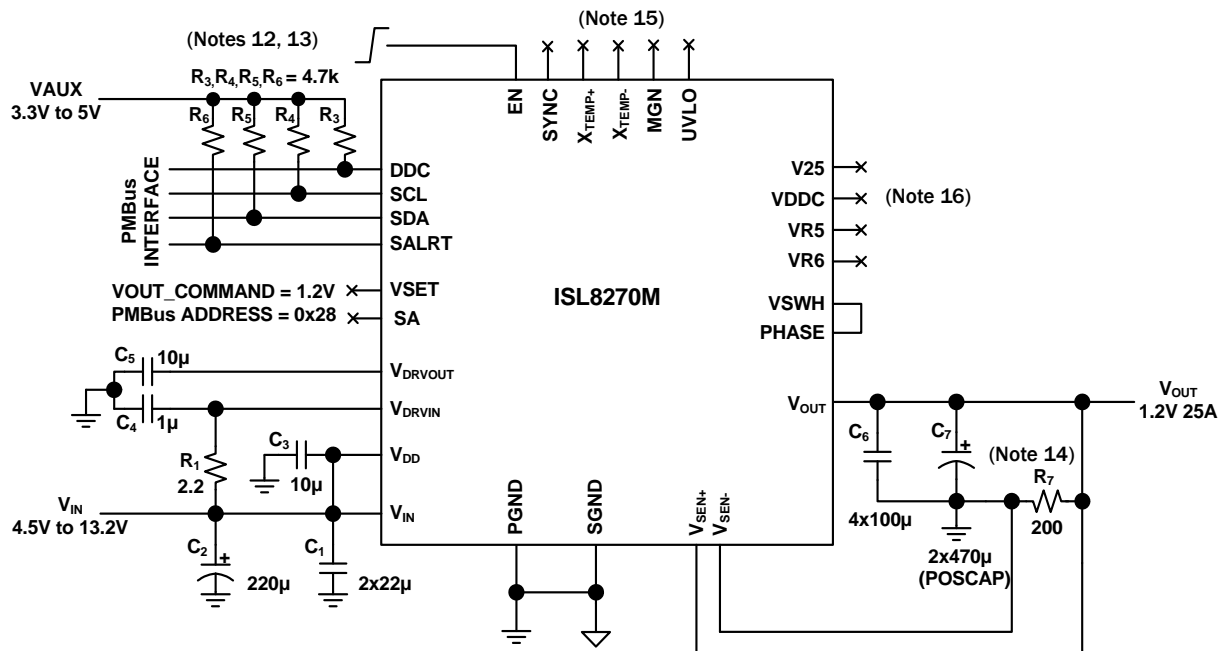 (Note 15)
(Notes 12, 13)
R3,R4,R5,R6 = 4.7k
VAUX
3.3V to 5V
R6
R5
R4
R3
EN
SYNC
XTEMP+
XTEMP-
MGN
UVLO
PMBus
INTERFACE
DDC
SCL
SDA
SALRT
V25
VDDC
(Note 16)
VR5
VR6
VOUT_COMMAND = 1.2V
VSET
PMBus ADDRESS = 0x28
SA
ISL8270M
VSWH
PHASE
C5
10µ
VDRVOUT
C4
1µ
VDRVIN
VOUT
VOUT
1.2V 25A
R1
2.2
C3
10µ
VDD
C6
4x100µ
C7
+
2x470µ
(POSCAP)
(Note 14)
R7
200
VIN
4.5V to 13.2V
VIN
PGND
SGND
VSEN+
VSEN-
C2
+
220µ
C1
2x22µ